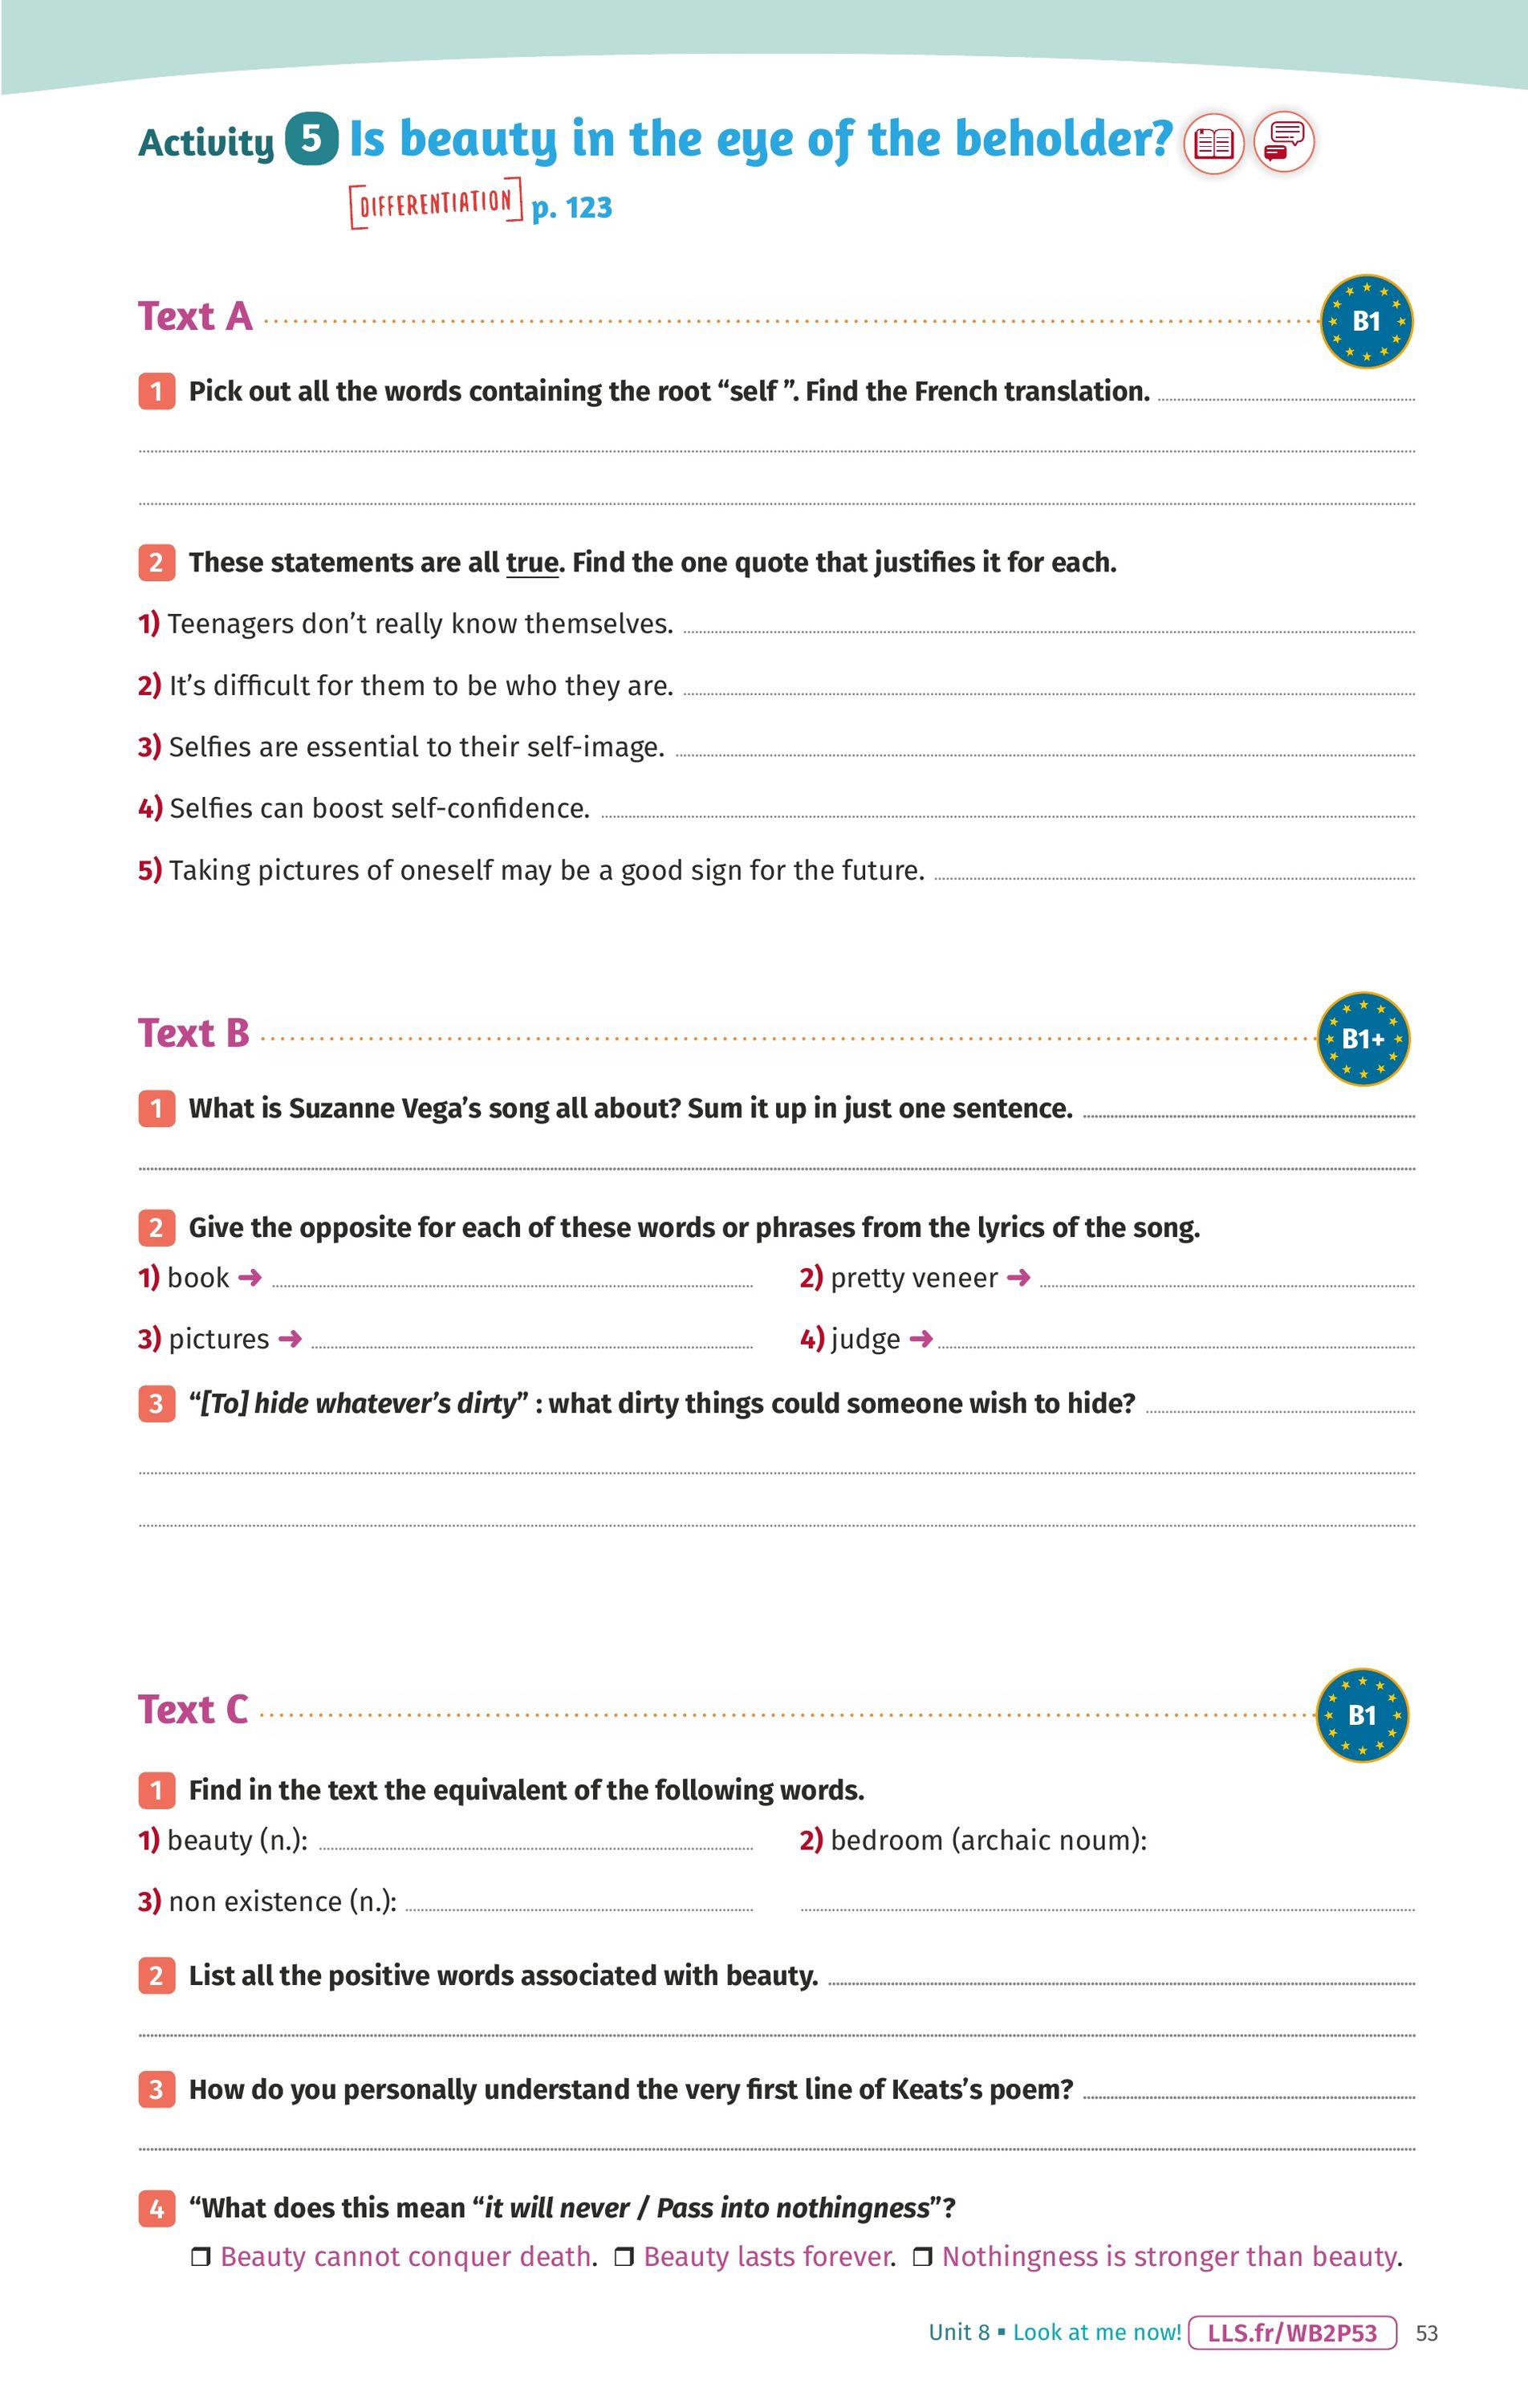 Activity 5 Is beauty in the eye of the beholder?
[DIFFERENTIATION] p. 123
Text A
B1
1 Pick out all the words containing the root “self ”. Find the French translation.
2 These statements are all true. Find the one quote that justifies it for each.
1) Teenagers don’t really know themselves.
2) It’s difficult for them to be who they are.
3) Selfies are essential to their self-image.
4) Selfies can boost self-confidence.
5) Taking pictures of oneself may be a good sign for the future.
Text B
B1+
1 What is Suzanne Vega’s song all about? Sum it up in just one sentence.
2 Give the opposite for each of these words or phrases from the lyrics of the song.
1) book ➜ 2) pretty veneer ➜
3) pictures ➜ 4) judge ➜
3 “[To] hide whatever’s dirty” : what dirty things could someone wish to hide?
Text C
B1
1 Find in the text the equivalent of the following words.
1) beauty (n.): 2) bedroom (archaic noum):
3) non existence (n.):
2 List all the positive words associated with beauty.
3 How do you personally understand the very first line of Keats’s poem?
4 “What does this mean “it will never / Pass into nothingness”?
❒ Beauty cannot conquer death. ❒ Beauty lasts forever. ❒ Nothingness is stronger than beauty.
Unit 8 ▪ Look at me now! LLS.fr/WB2P53 53